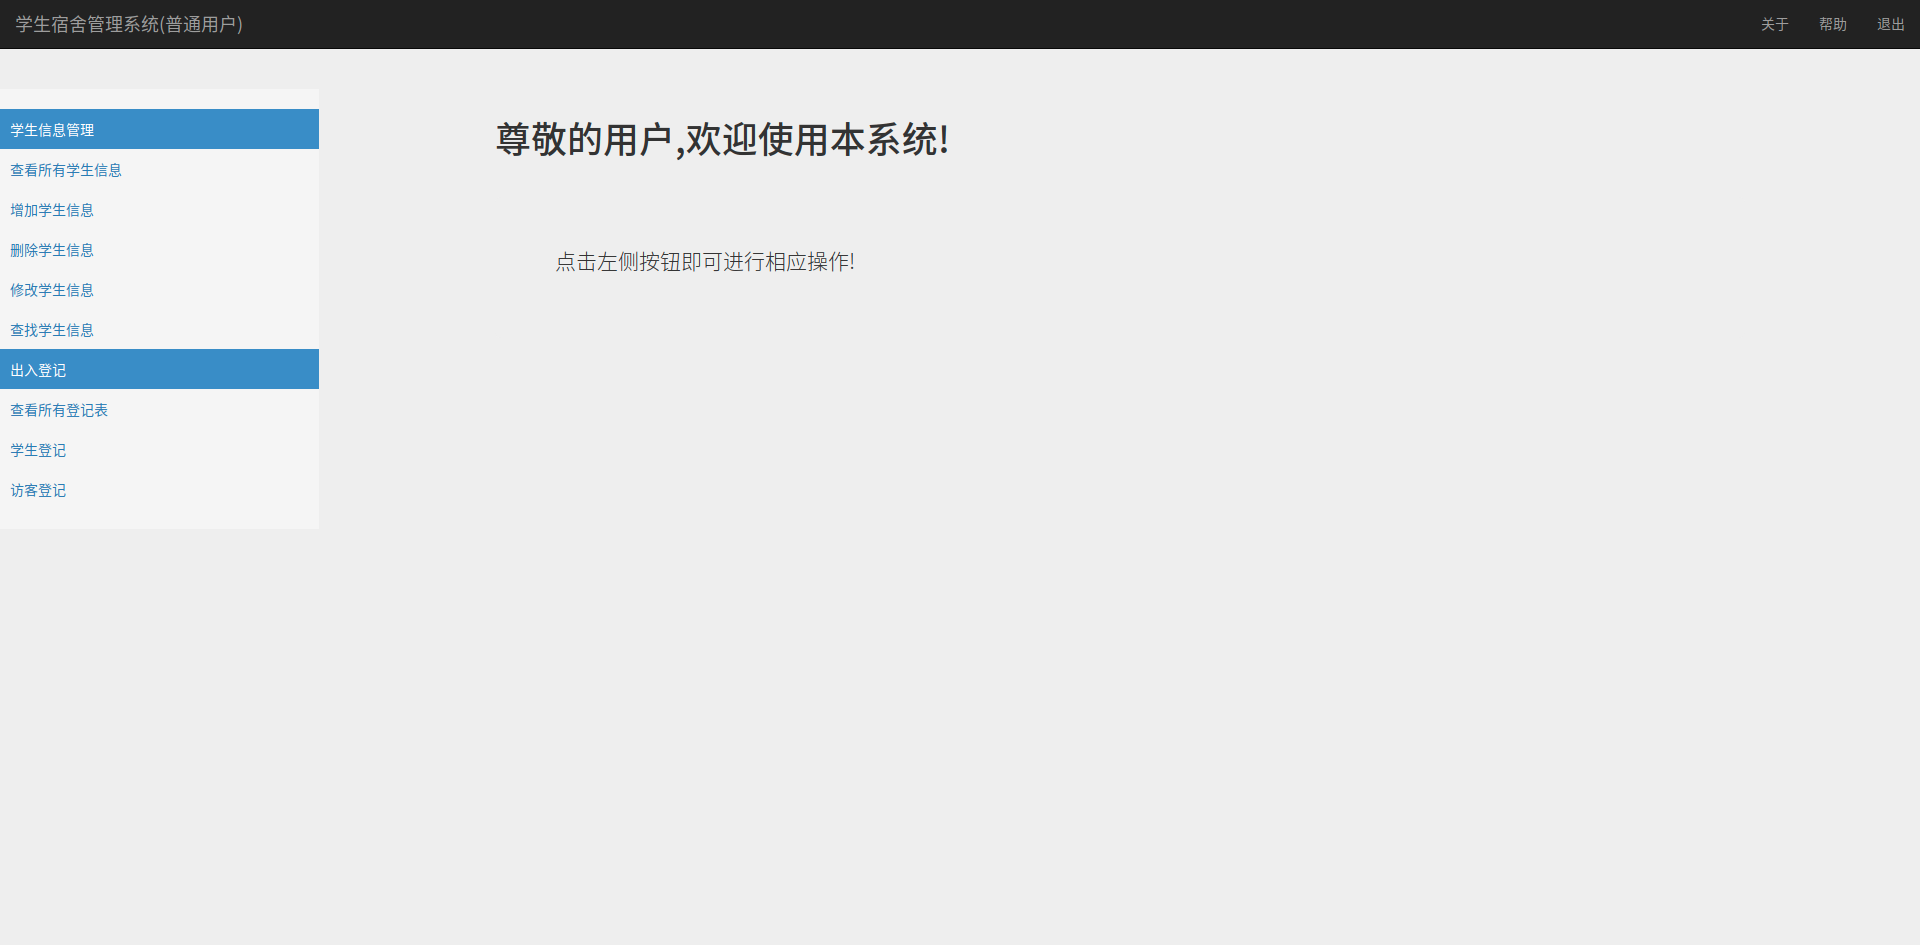 学生宿舍管理系统(普通用户)
关于
帮助
退出
学生信息管理
查看所有学生信息
增加学生信息
删除学生信息
修改学生信息
查找学生信息
出入登记
查看所有登记表
学生登记
访客登记
尊敬的用户,欢迎使用本系统!
点击左侧按钮即可进行相应操作!